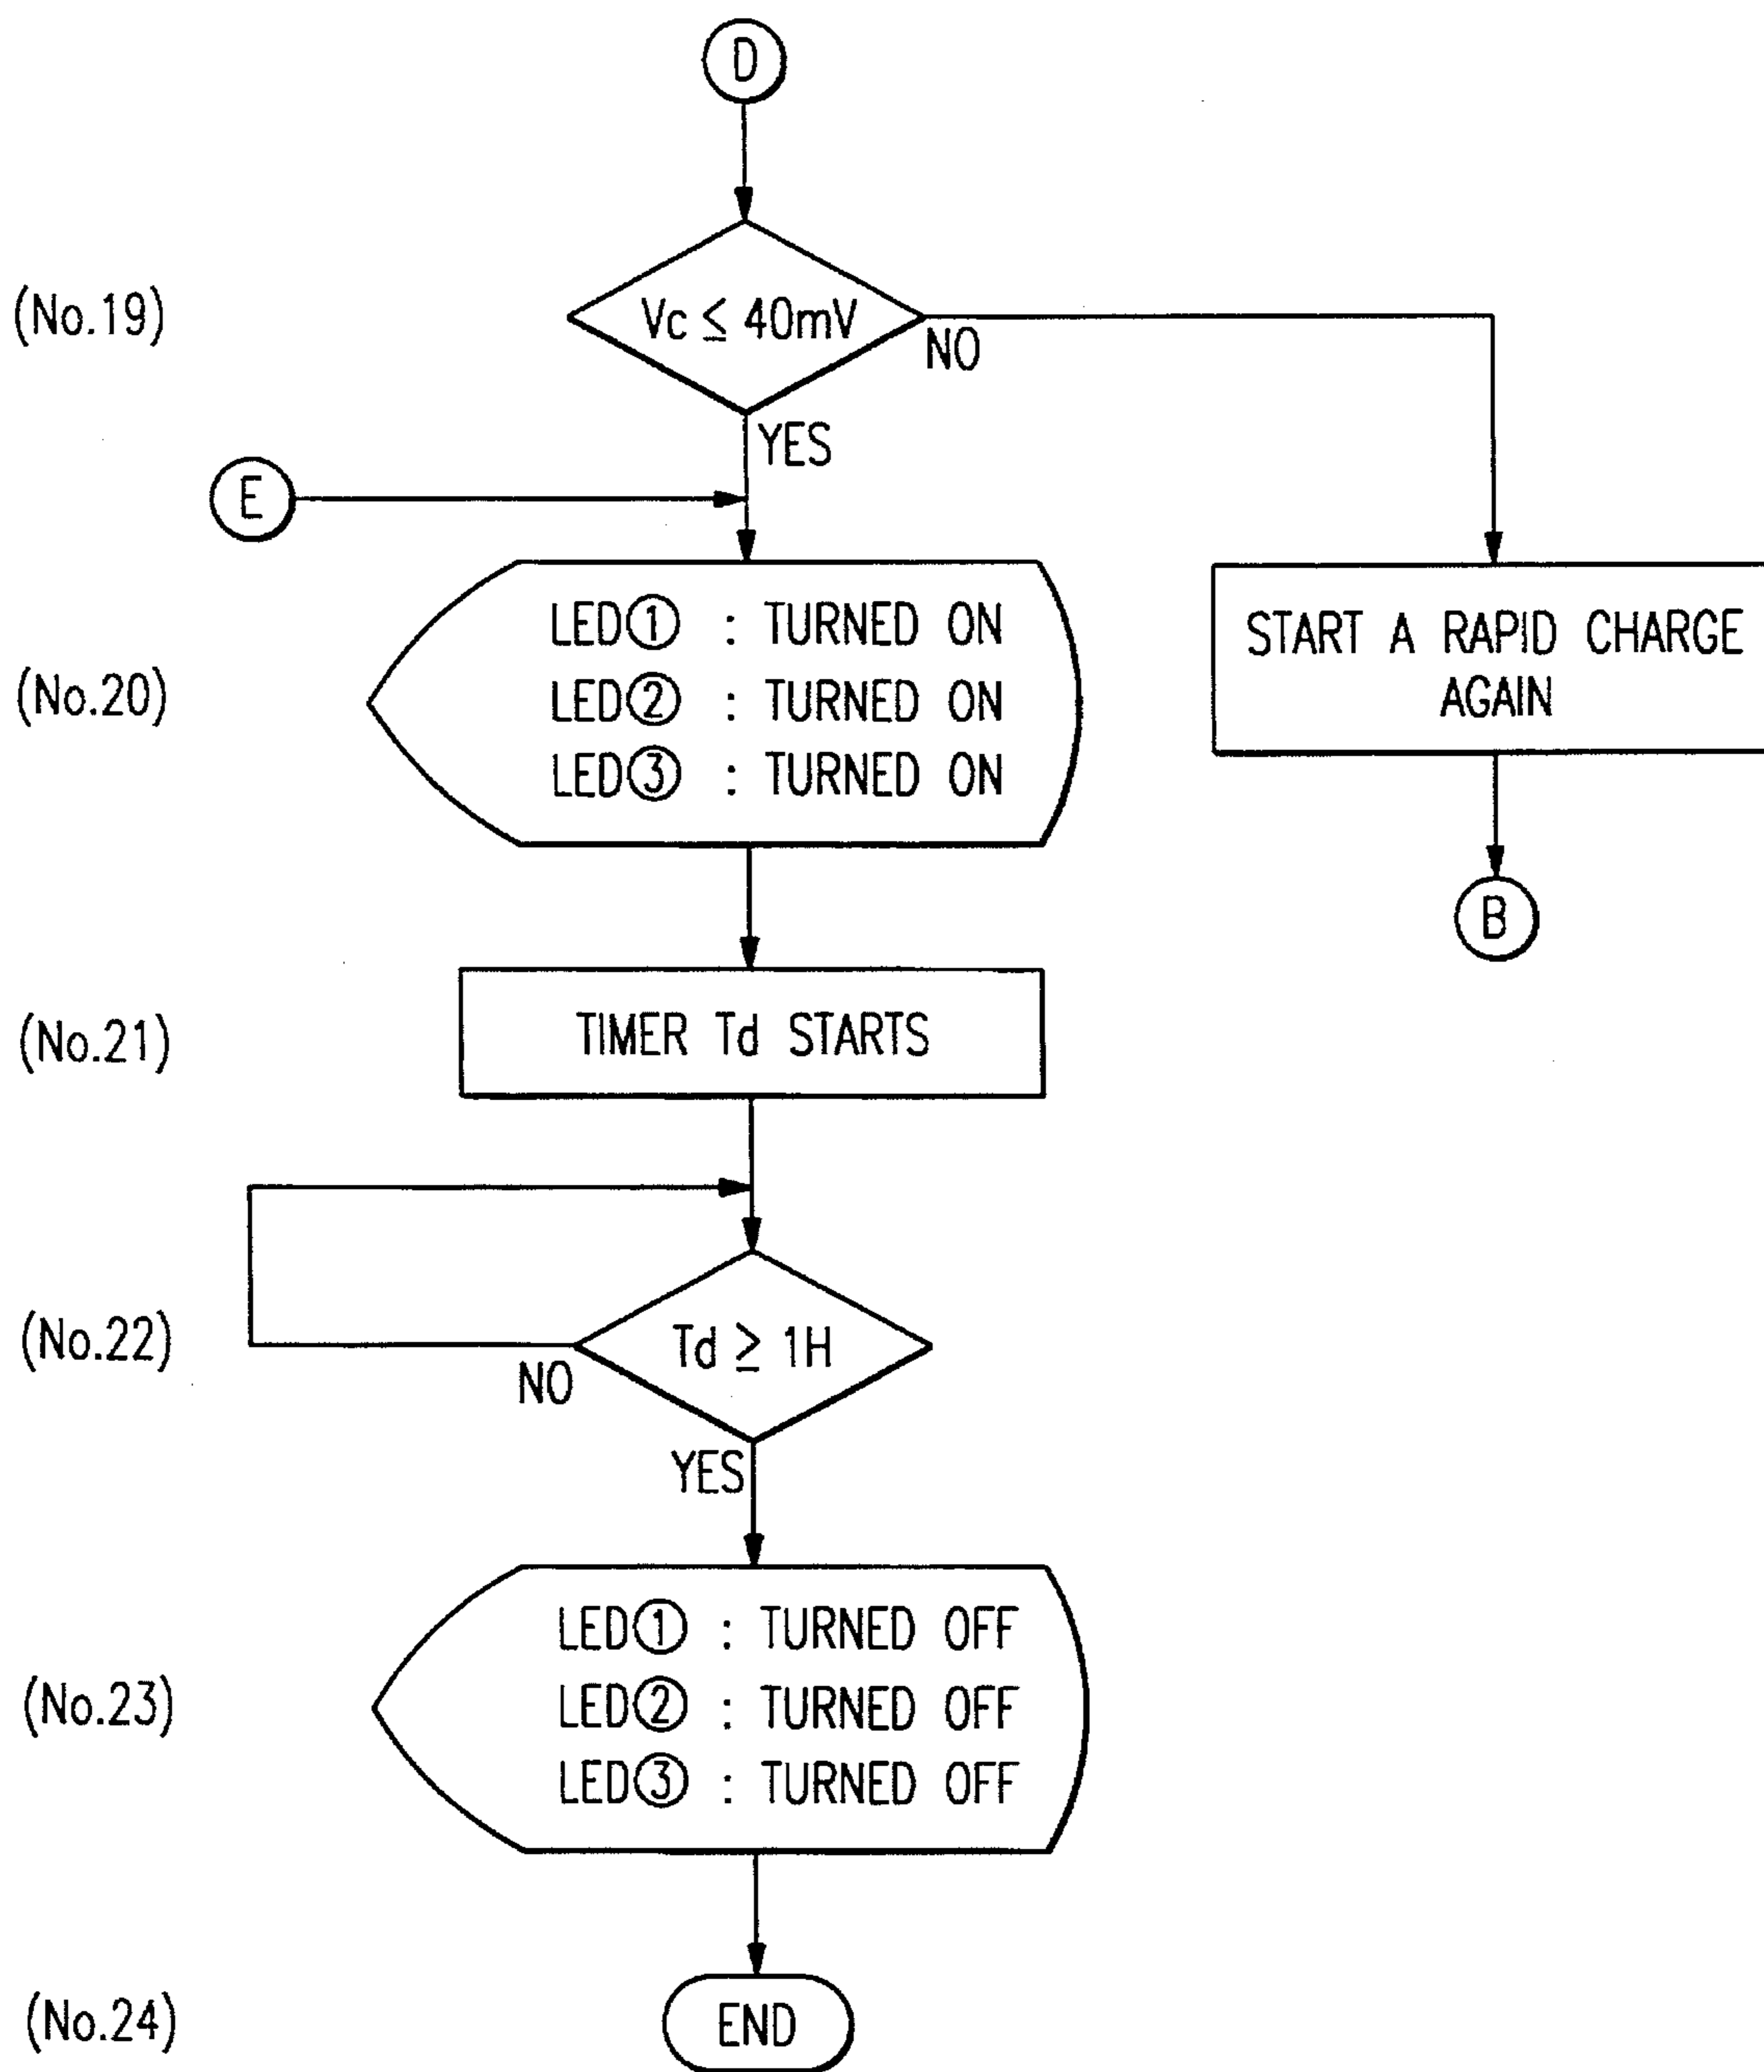 D
(No.19)
Vc ≤ 40mV
NO
YES
E
(No.20)
LED① : TURNED ON
LED② : TURNED ON
LED③ : TURNED ON
START A RAPID CHARGE
AGAIN
B
(No.21)
TIMER Td STARTS
(No.22)
Td ≥ 1H
NO
YES
(No.23)
LED① : TURNED OFF
LED② : TURNED OFF
LED③ : TURNED OFF
(No.24)
END